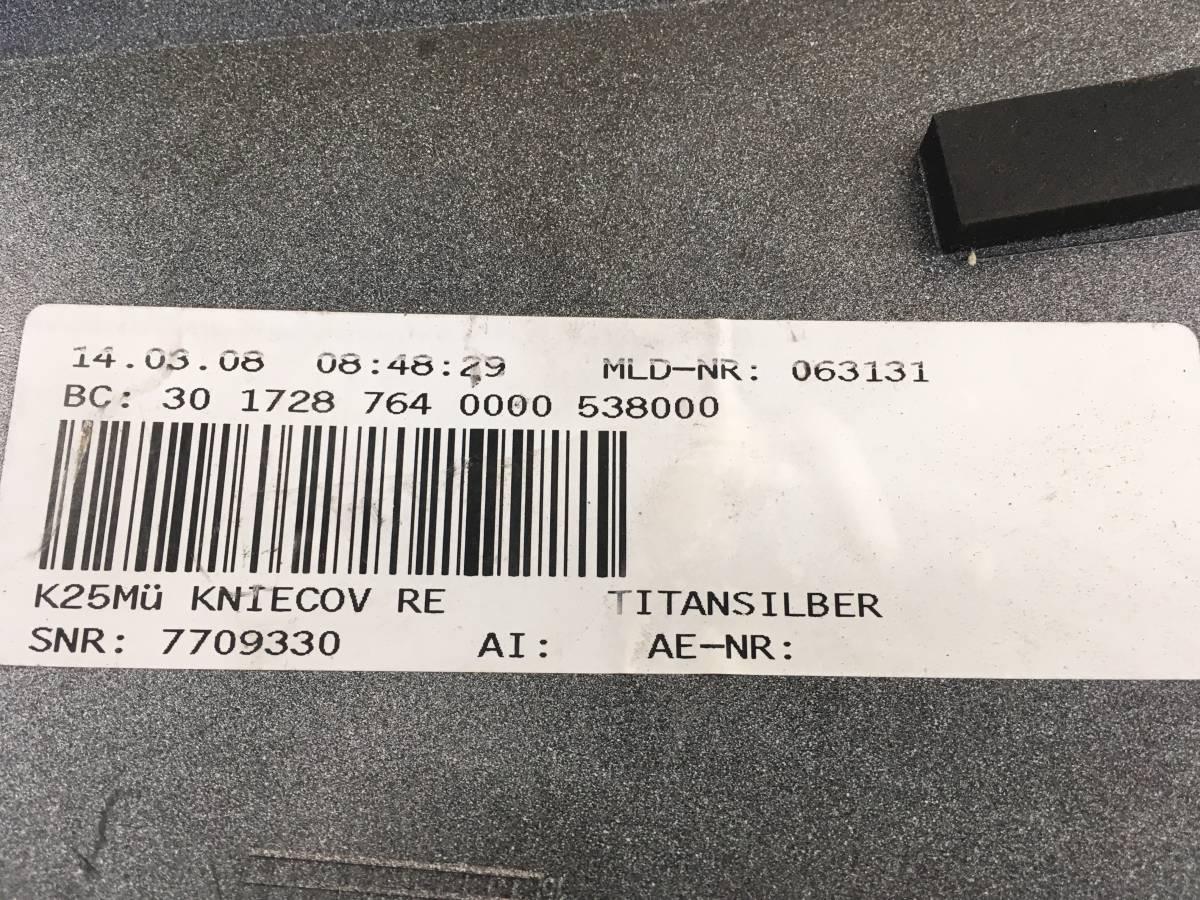 14.03.08 08:48:29 MLD-NR: 063131
BC: 30 1728 764 0000 538000
K25Mü KNIECOV RE TITANSILBER
SNR: 7709330 AI: AE-NR: